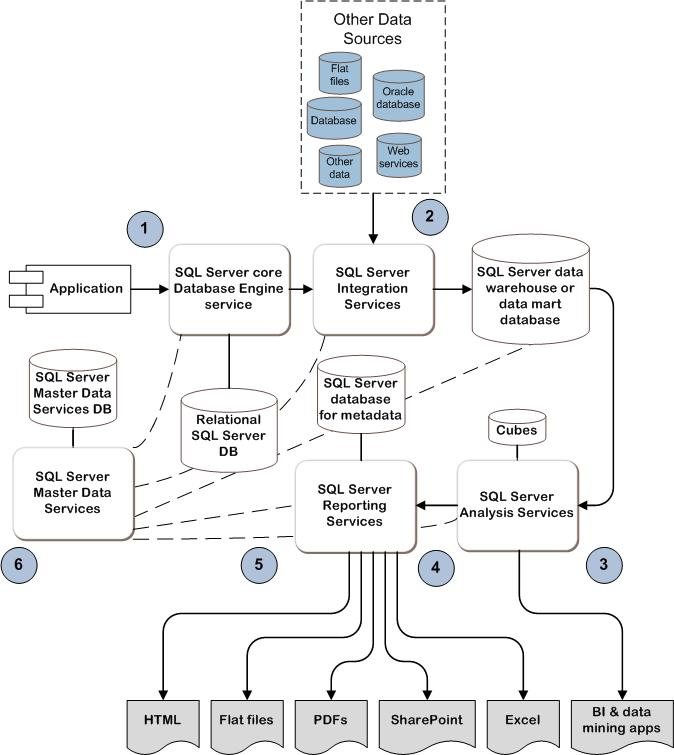 Other Data
Sources
Flat
files
Oracle
database
Database
Web
services
Other
data
1
2
Application
SQL Server core
Database Engine
service
SQL Server
Integration
Services
SQL Server data
warehouse or
data mart
database
SQL Server
Master Data
Services DB
Relational
SQL Server
DB
SQL Server
database
for metadata
Cubes
SQL Server
Master Data
Services
SQL Server
Reporting
Services
SQL Server
Analysis Services
6
5
4
3
HTML
Flat files
PDFs
SharePoint
Excel
BI & data
mining apps